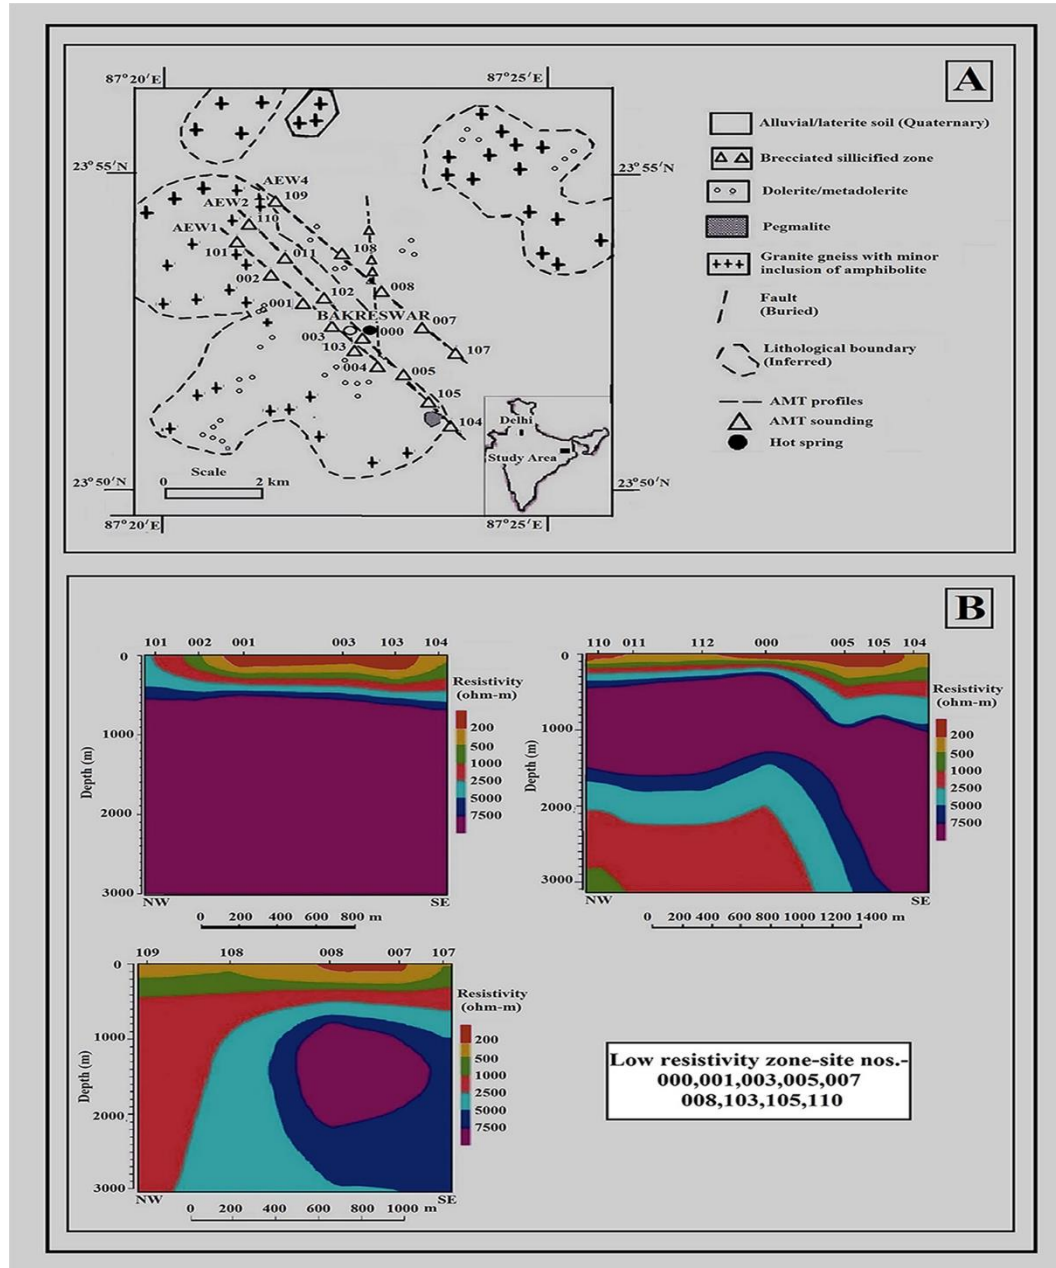 A
87°20'E
87°25'E
23°55'N
23°55'N
AEW4
109
AEW2
110
AEW1
101
011
108
002
102
008
001
BAKRESWAR
003
000
007
103
004
005
107
105
104
Delhi
Study Area
Scale
0
2 km
23°50'N
23°50'N
87°20'E
87°25'E
Alluvial/laterite soil (Quaternary)
Brecciated sillicified zone
Dolerite/metadolerite
Pegmalite
Granite gneiss with minor
inclusion of amphibolite
Fault
(Buried)
Lithological boundary
(Inferred)
AMT profiles
AMT sounding
Hot spring
B
101 002 001 003 103 104
0
1000
2000
3000
Depth (m)
NW
SE
0 200 400 600 800 m
Resistivity
(ohm-m)
200
500
1000
2500
5000
7500
110 011 112 000 005 105 104
0
1000
2000
3000
Depth (m)
NW
SE
0 200 400 600 800 1000 1200 1400 m
Resistivity
(ohm-m)
200
500
1000
2500
5000
7500
109 108 008 007 107
0
1000
2000
3000
Depth (m)
NW
SE
0 200 400 600 800 1000 m
Resistivity
(ohm-m)
200
500
1000
2500
5000
7500
Low resistivity zone-site nos.-
000,001,003,005,007
008,103,105,110